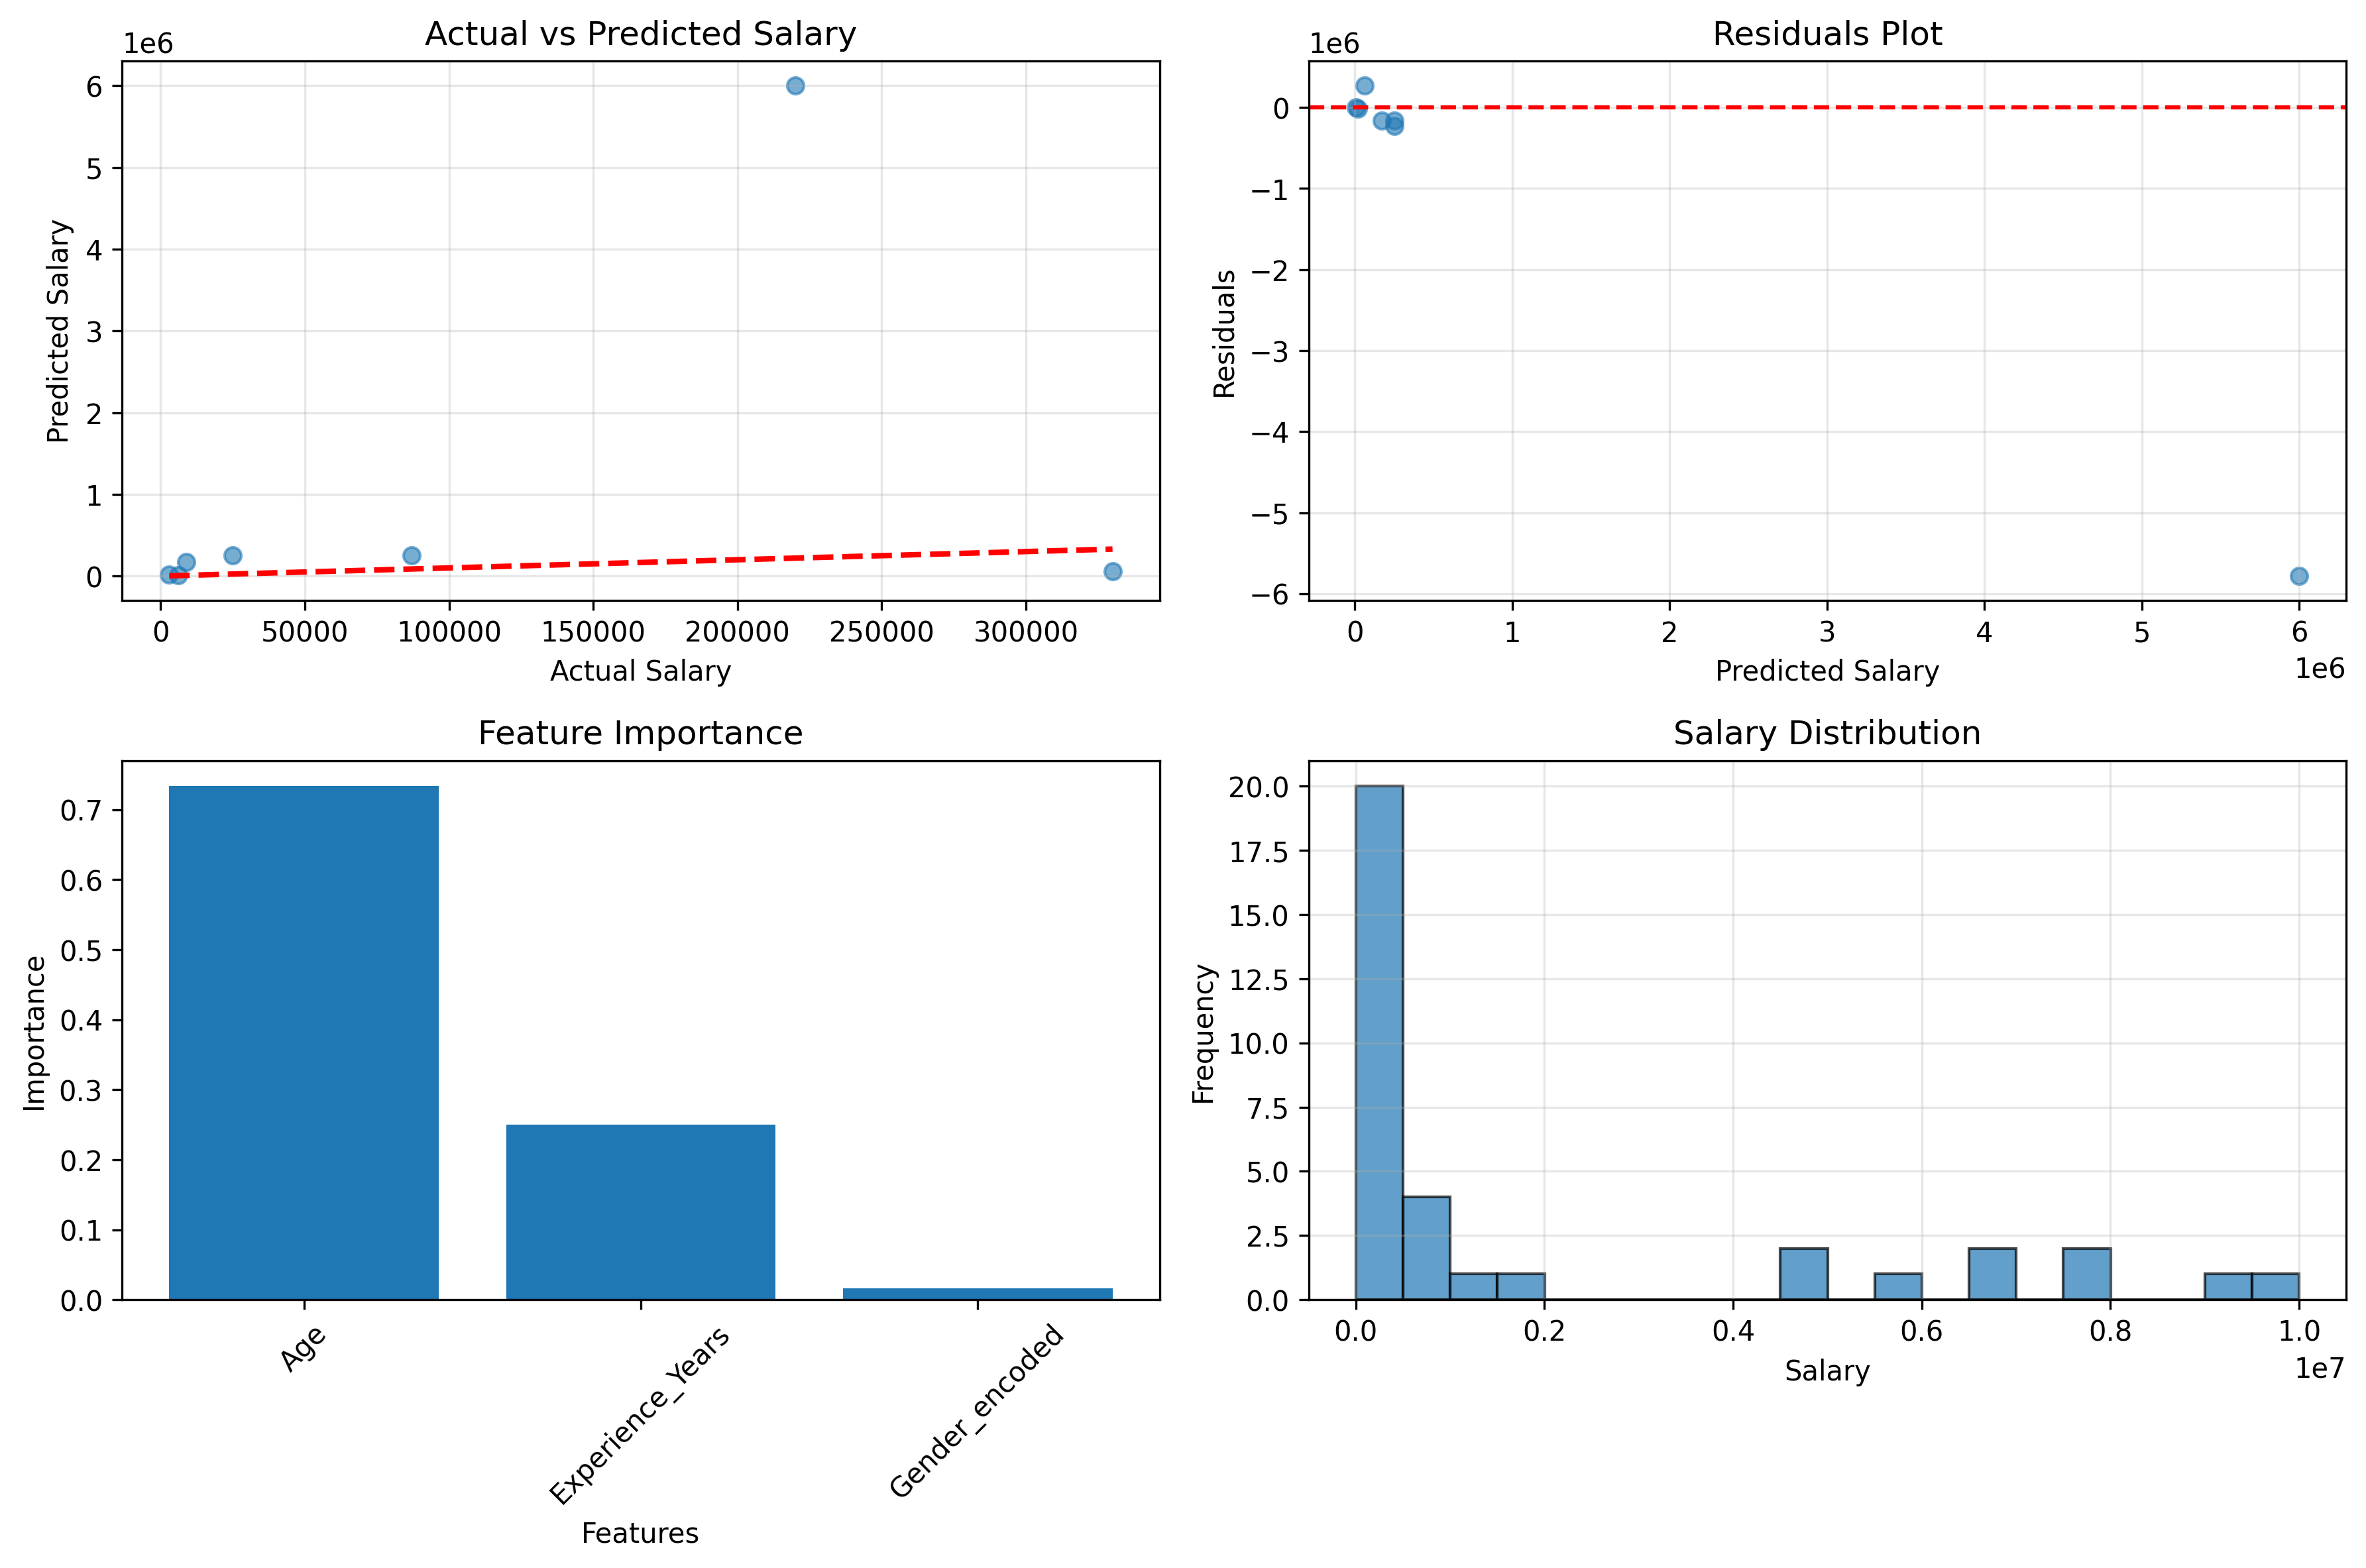 Actual vs Predicted Salary
1e6
6
5
4
3
2
1
0
Predicted Salary
0 50000 100000 150000 200000 250000 300000
Actual Salary
Residuals Plot
1e6
0
−1
−2
−3
−4
−5
−6
Residuals
0 1 2 3 4 5 6
1e6
Predicted Salary
Feature Importance
0.7
0.6
0.5
0.4
0.3
0.2
0.1
0.0
Importance
Age
Experience_Years
Gender_encoded
Features
Salary Distribution
20.0
17.5
15.0
12.5
10.0
7.5
5.0
2.5
0.0
Frequency
0.0 0.2 0.4 0.6 0.8 1.0
1e7
Salary